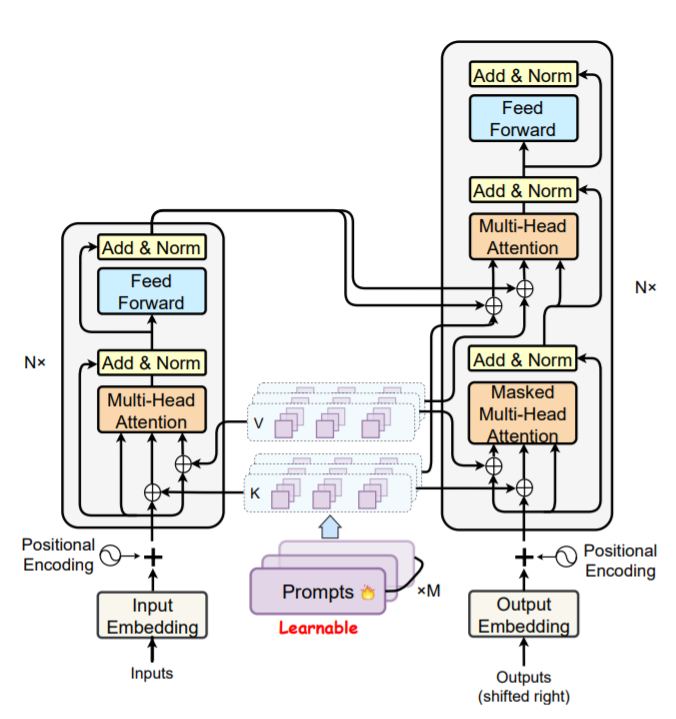 Add & Norm
Feed
Forward
Add & Norm
Multi-Head
Attention
N×
Add & Norm
Masked
Multi-Head
Attention
Add & Norm
Feed
Forward
N×
Add & Norm
Multi-Head
Attention
V
K
Positional
Encoding
Input
Embedding
Inputs
Prompts 🔥
×M
Learnable
Positional
Encoding
Output
Embedding
Outputs
(shifted right)